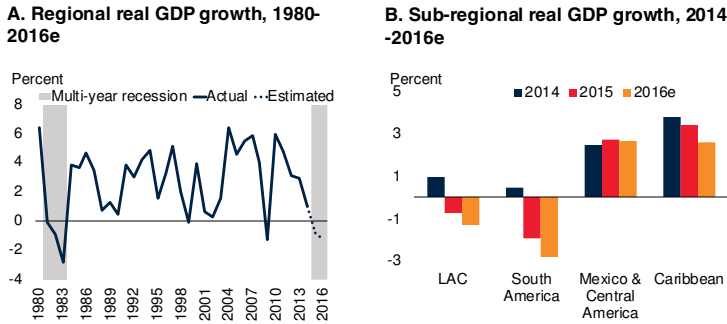 A. Regional real GDP growth, 1980-
2016e
Percent
Multi-year recession Actual Estimated
8
6
4
2
0
-2
-4
1980
1983
1986
1989
1992
1995
1998
2001
2004
2007
2010
2013
2016
B. Sub-regional real GDP growth, 2014
-2016e
Percent
5
2014 2015 2016e
3
1
-1
-3
LAC
South
America
Mexico &
Central
America
Caribbean